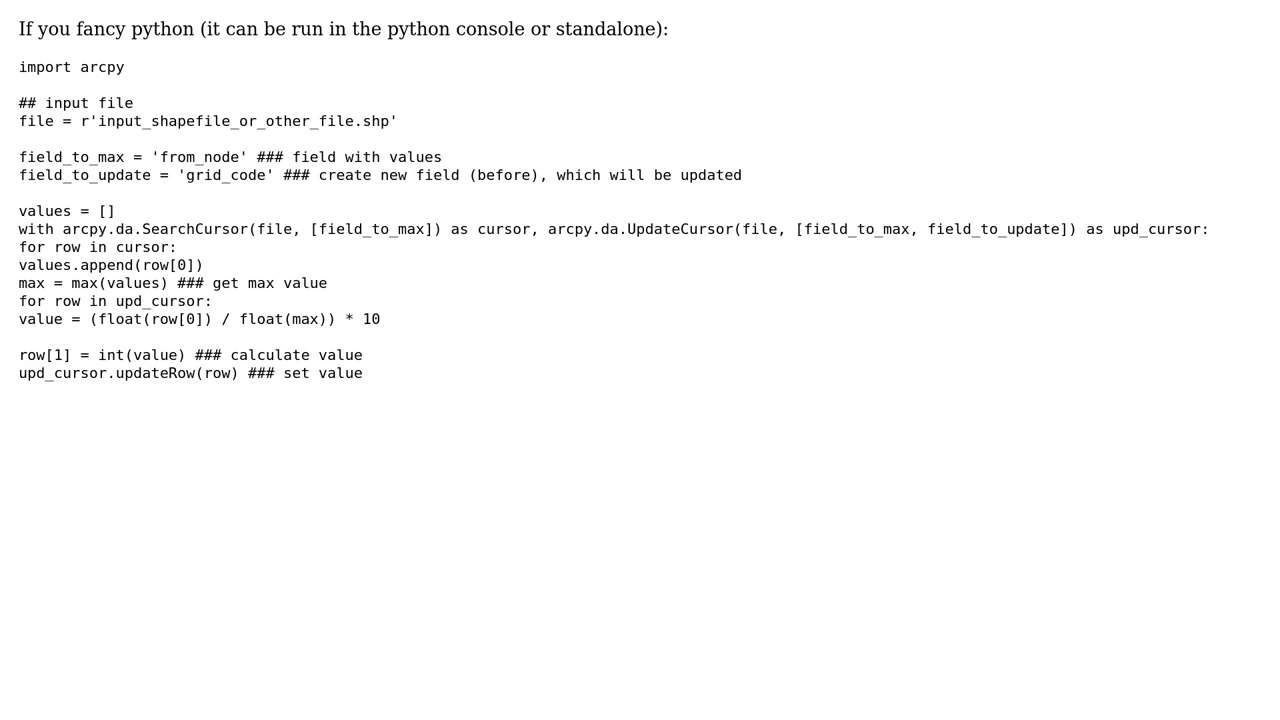 If you fancy python (it can be run in the python console or standalone):
import arcpy
## input file
file = r'input_shapefile_or_other_file.shp'
field_to_max = 'from_node' ### field with values
field_to_update = 'grid_code' ### create new field (before), which will be updated
values = []
with arcpy.da.SearchCursor(file, [field_to_max]) as cursor, arcpy.da.UpdateCursor(file, [field_to_max, field_to_update]) as upd_cursor:
for row in cursor:
values.append(row[0])
max = max(values) ### get max value
for row in upd_cursor:
value = (float(row[0]) / float(max)) * 10
row[1] = int(value) ### calculate value
upd_cursor.updateRow(row) ### set value